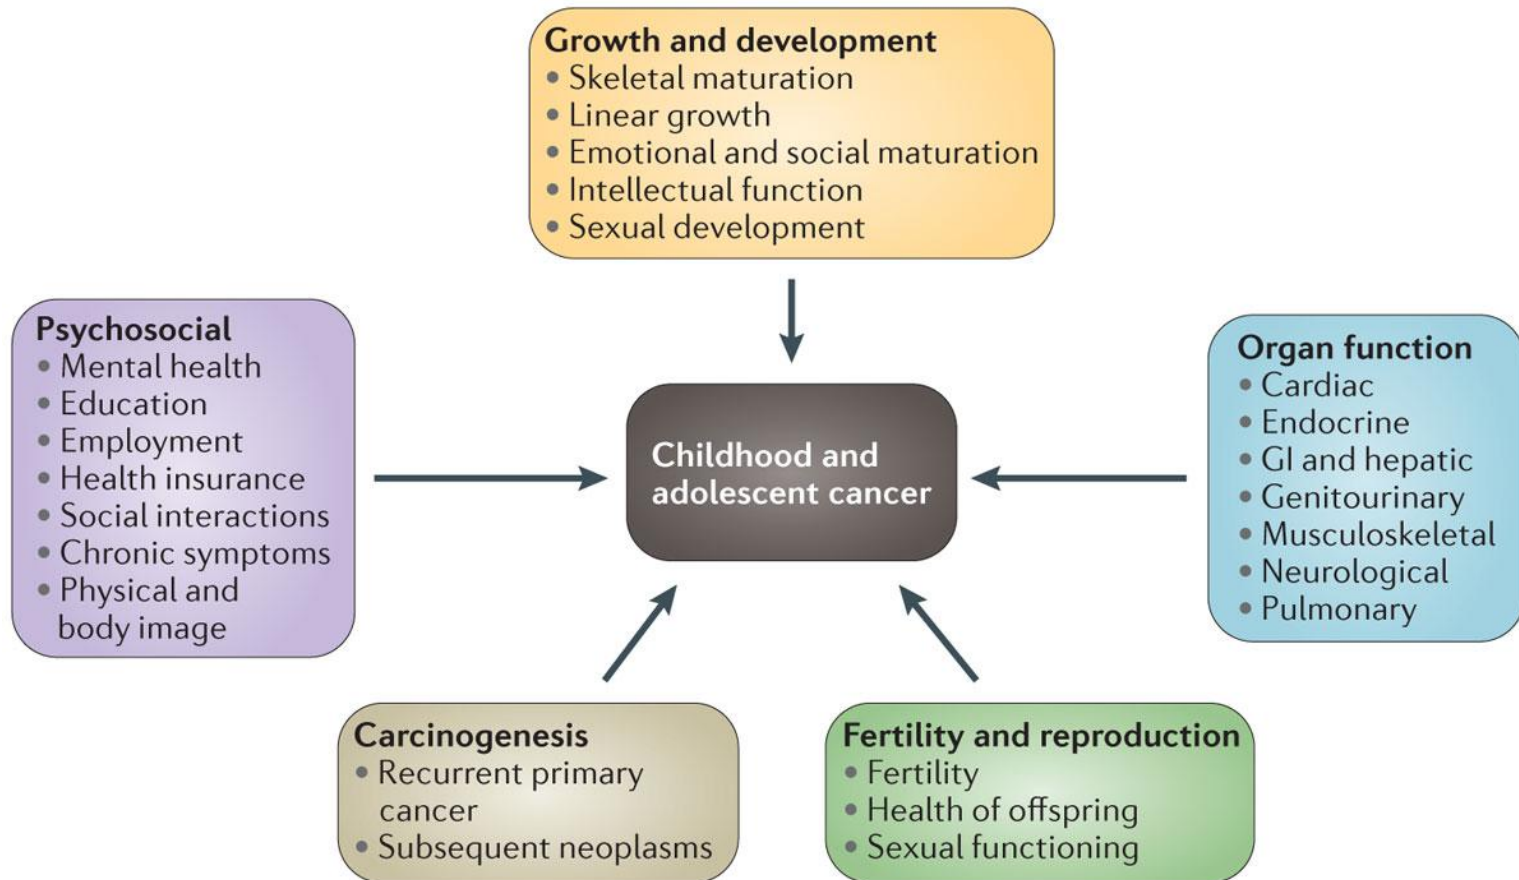 Growth and development
• Skeletal maturation
• Linear growth
• Emotional and social maturation
• Intellectual function
• Sexual development
Psychosocial
• Mental health
• Education
• Employment
• Health insurance
• Social interactions
• Chronic symptoms
• Physical and
body image
Childhood and
adolescent cancer
Organ function
• Cardiac
• Endocrine
• GI and hepatic
• Genitourinary
• Musculoskeletal
• Neurological
• Pulmonary
Carcinogenesis
• Recurrent primary
cancer
• Subsequent neoplasms
Fertility and reproduction
• Fertility
• Health of offspring
• Sexual functioning